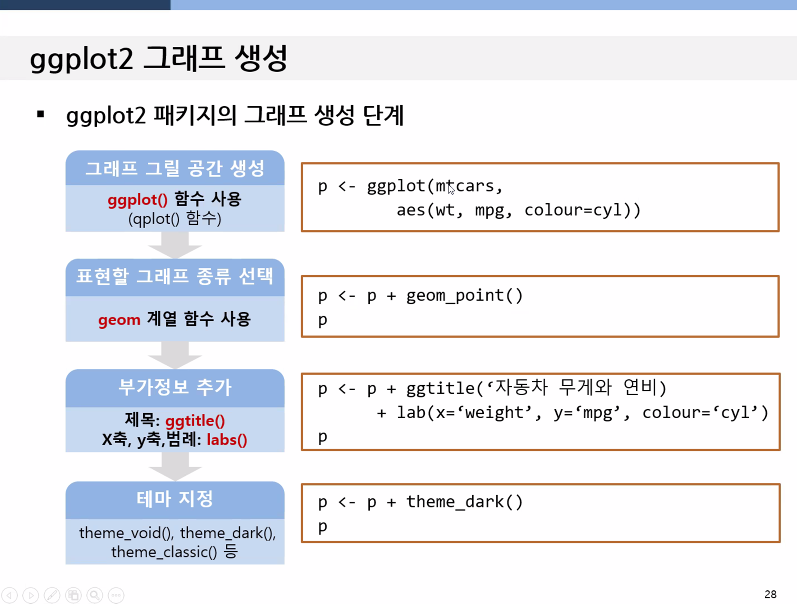 ggplot2 그래프 생성
▪ ggplot2 패키지의 그래프 생성 단계
그래프 그릴 공간 생성
ggplot() 함수 사용
(qplot() 함수)
p <- ggplot(mtcars,
aes(wt, mpg, colour=cyl))
표현할 그래프 종류 선택
geom 계열 함수 사용
p <- p + geom_point()
p
부가정보 추가
제목: ggtitle()
X축, y축,범례: labs()
p <- p + ggtitle(‘자동차 무게와 연비)
+ lab(x=‘weight’, y=‘mpg’, colour=‘cyl’)
p
테마 지정
theme_void(), theme_dark(),
theme_classic() 등
p <- p + theme_dark()
p
28